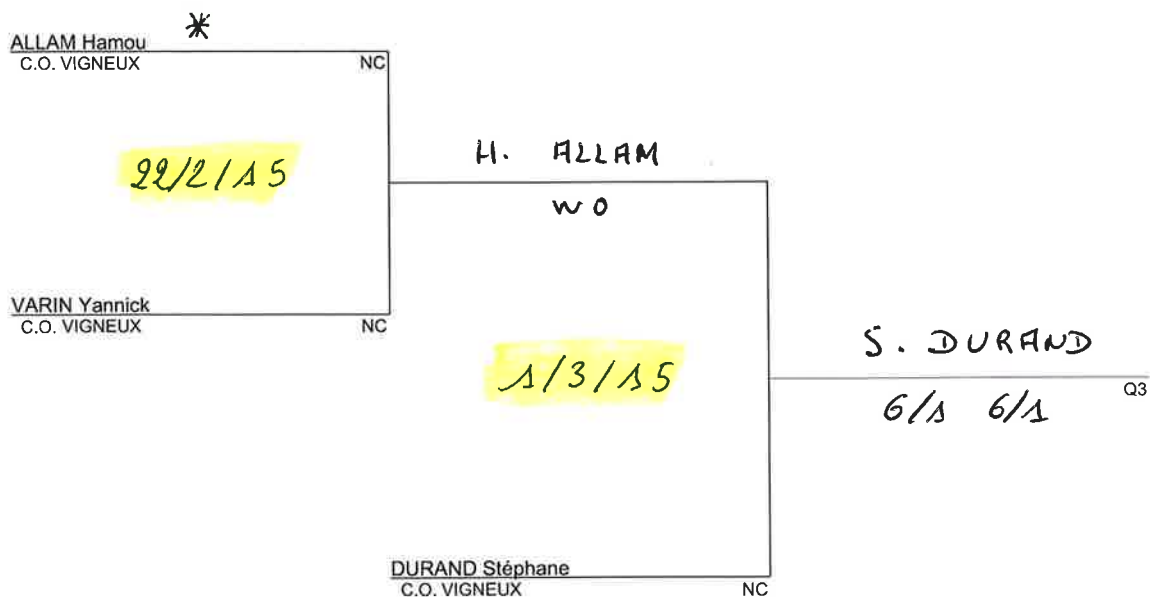 *
ALLAM Hamou
C.O. VIGNEUX NC
22/2/15
H. ALLAM
WO
VARIN Yannick
C.O. VIGNEUX NC
1/3/15
S. DURAND
6/1 6/1 Q3
DURAND Stéphane
C.O. VIGNEUX NC